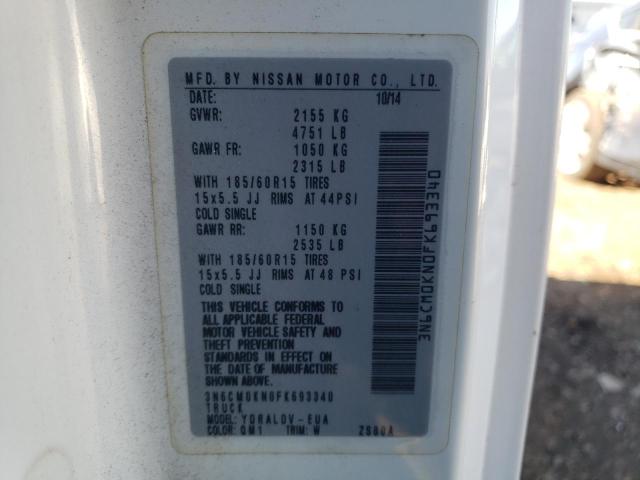 MFD. BY NISSAN MOTOR CO., LTD.
DATE: 10/14
GVWR: 2155 KG
4751 LB
GAWR FR: 1050 KG
2315 LB
WITH 185/60R15 TIRES
15x5.5 JJ RIMS AT 44PSI
COLD SINGLE
GAWR RR: 1150 KG
2535 LB
WITH 185/60R15 TIRES
15x5.5 JJ RIMS AT 48 PSI
COLD SINGLE
THIS VEHICLE CONFORMS TO
ALL APPLICABLE FEDERAL
MOTOR VEHICLE SAFETY AND
THEFT PREVENTION
STANDARDS IN EFFECT ON
THE DATE OF MANUFACTURE
SHOWN ABOVE.
3N6CM0KN0FK693340
TRUCK
MODEL: YDRALDV-EUA
COLOR: QM1 TRIM: W ZS80A
3N6CM0KN0FK693340